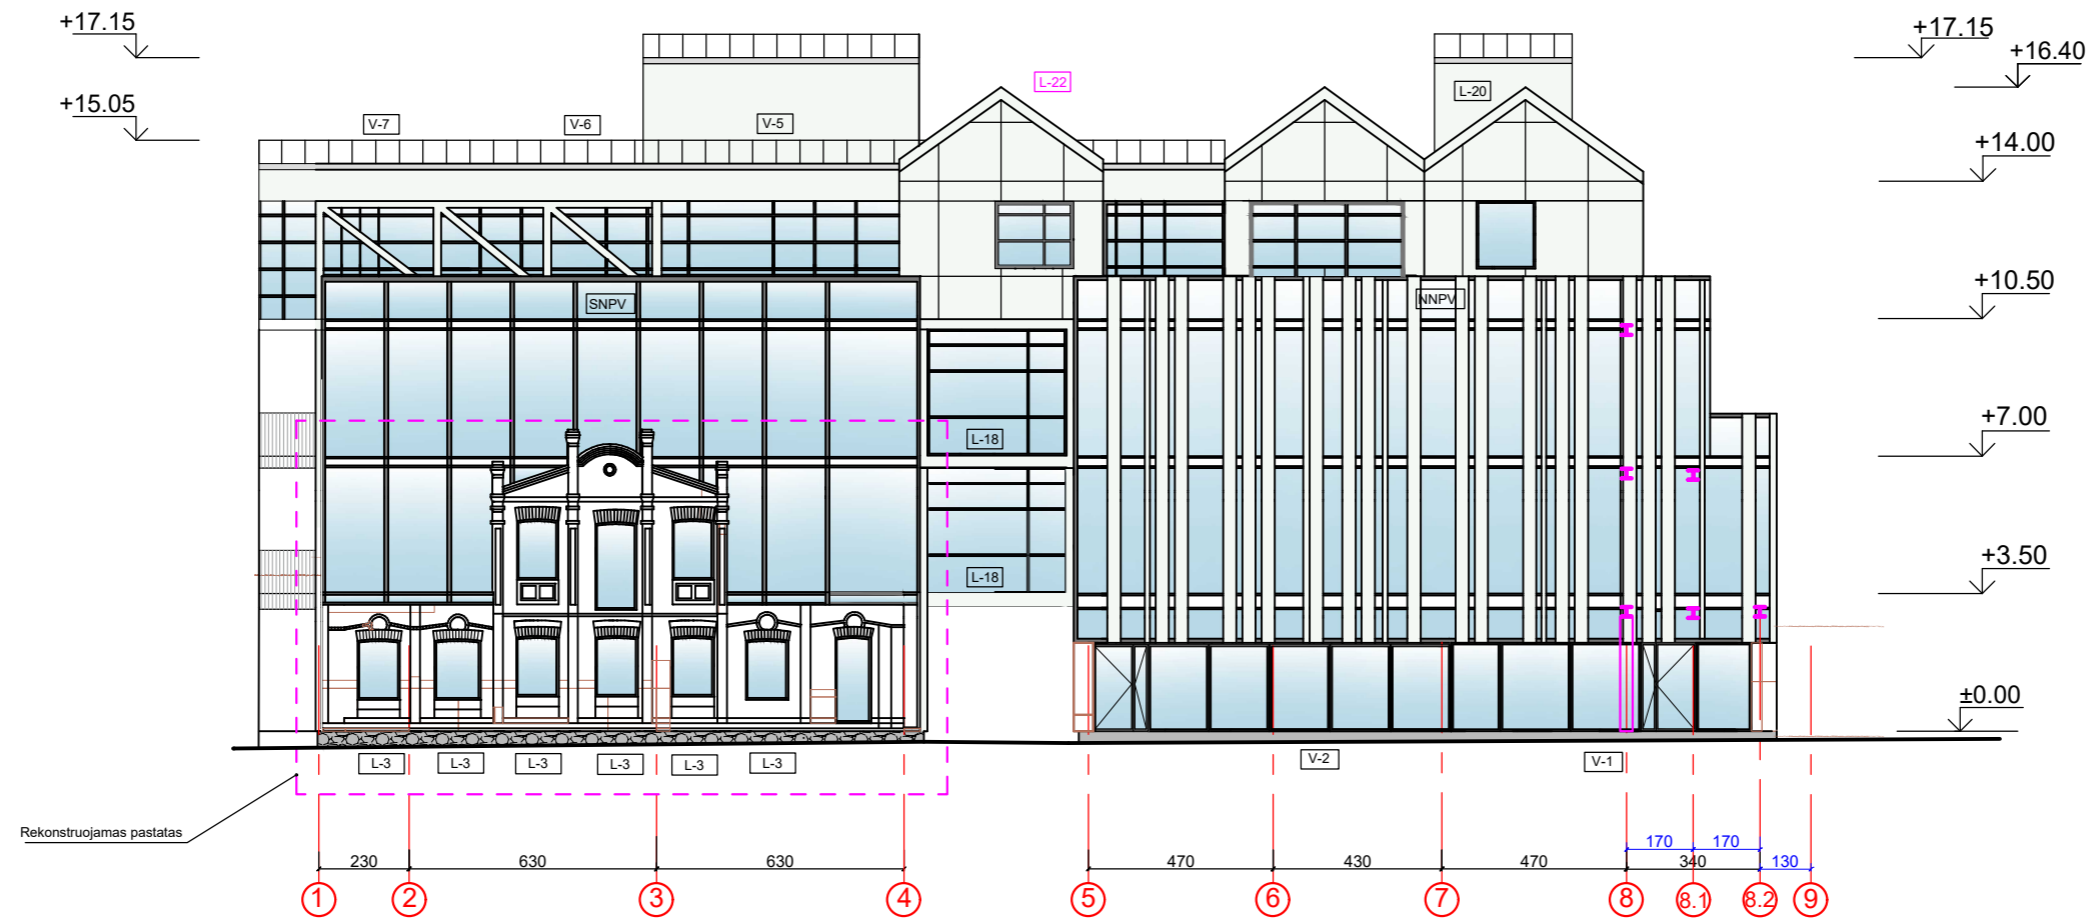 +17.15
+17.15
+16.40
L-22
L-20
+15.05
V-7
V-6
V-5
+14.00
+10.50
SNPV
NNPV
+7.00
L-18
+3.50
L-18
±0.00
L-3
L-3
L-3
L-3
L-3
L-3
V-2
V-1
Rekonstruojamas pastatas
170
170
230
630
630
470
430
470
340
130
1
2
3
4
5
6
7
8
8.1
8.2
9